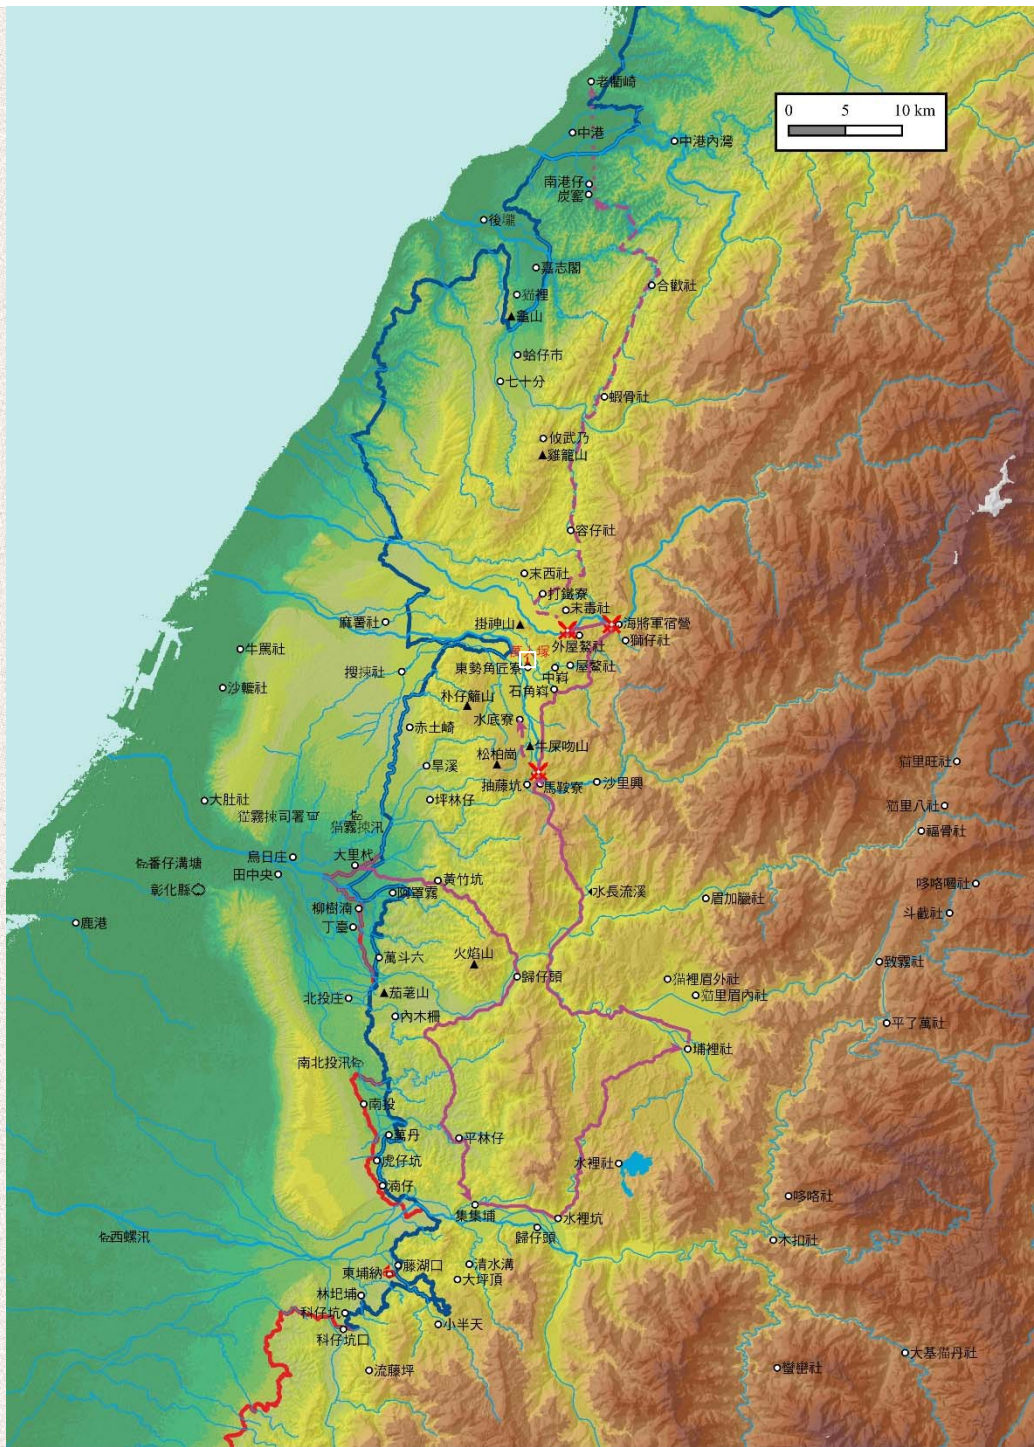 老衢崎
0 5 10 km
中港
中港內灣
南港仔
炭窰
後壠
嘉志閣
合歡社
猫裡
龜山
蛤仔市
七十分
蝦骨社
攸武乃
雞籠山
容仔社
末西社
打鐵寮
末毒社
麻薯社
掛神山
海將軍宿營
外屋鰲社
獅仔社
牛罵社
東勢角匠寮
屋鰲社
中嵙
搜捒社
沙轆社
石角嵙
朴仔籬山
水底寮
赤土崎
牛屎吻山
松柏崗
旱溪
猫里旺社
抽藤坑
馬鞍寮
沙里興
坪林仔
大肚社
猫里八社
猫霧捒汛
福骨社
大里杙
烏日庄
番仔溝塘
田中央
黃竹坑
彰化縣
阿罩霧
水長流溪
眉加臘社
哆咯嘓社
柳樹湳
斗截社
鹿港
丁臺
火焰山
萬斗六
致霧社
歸仔頭
猫裡眉外社
猫里眉內社
北投庄
茄荖山
內木柵
平了萬社
埔裡社
南北投汛
南投
萬丹
平林仔
虎仔坑
水裡社
湳仔
哆咯社
集集埔
水裡坑
歸仔頭
西螺汛
木扣社
藤湖口
清水溝
東埔蚋
大坪頂
林圯埔
科仔坑
小半天
科仔坑口
大基猫丹社
流藤坪
蠻巒社